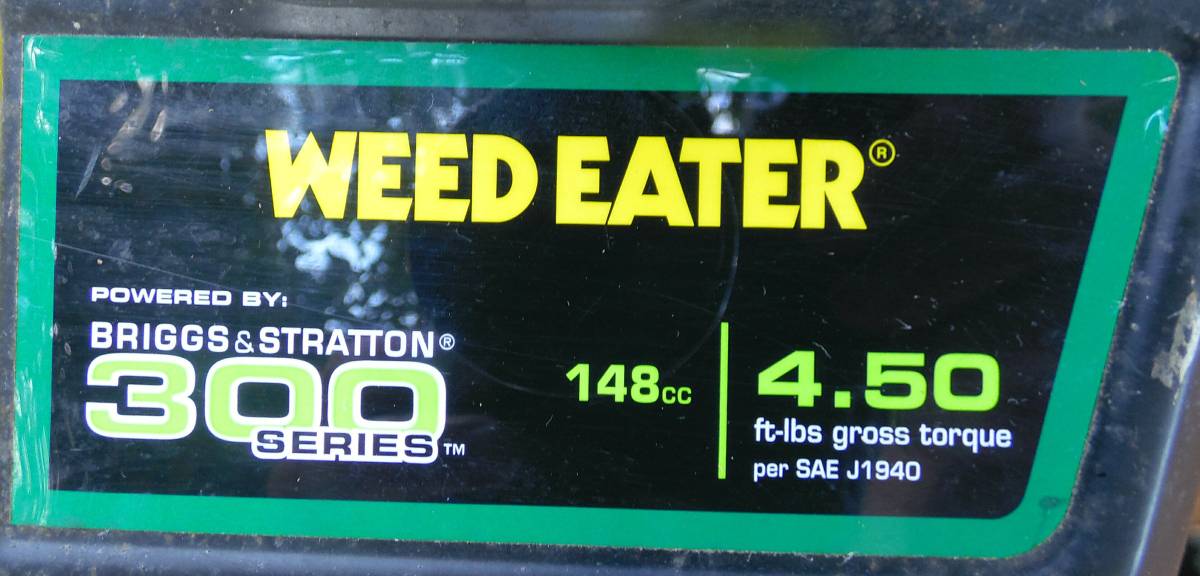 WEED EATER®
POWERED BY:
BRIGGS & STRATTON®
300
SERIES™
148cc
4.50
ft-lbs gross torque
per SAE J1940